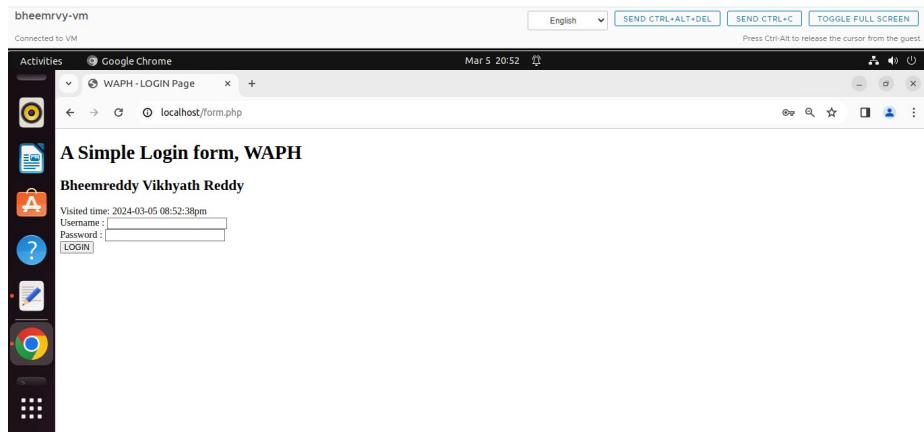 bheemrvy-vm
English
SEND CTRL+ALT+DEL
SEND CTRL+C
TOGGLE FULL SCREEN
Connected to VM
Press Ctrl-Alt to release the cursor from the guest.
Activities
Google Chrome
Mar 5 20:52
WAPH - LOGIN Page
localhost/form.php
A Simple Login form, WAPH
Bheemreddy Vikhyath Reddy
Visited time: 2024-03-05 08:52:38pm
Username :
Password :
LOGIN